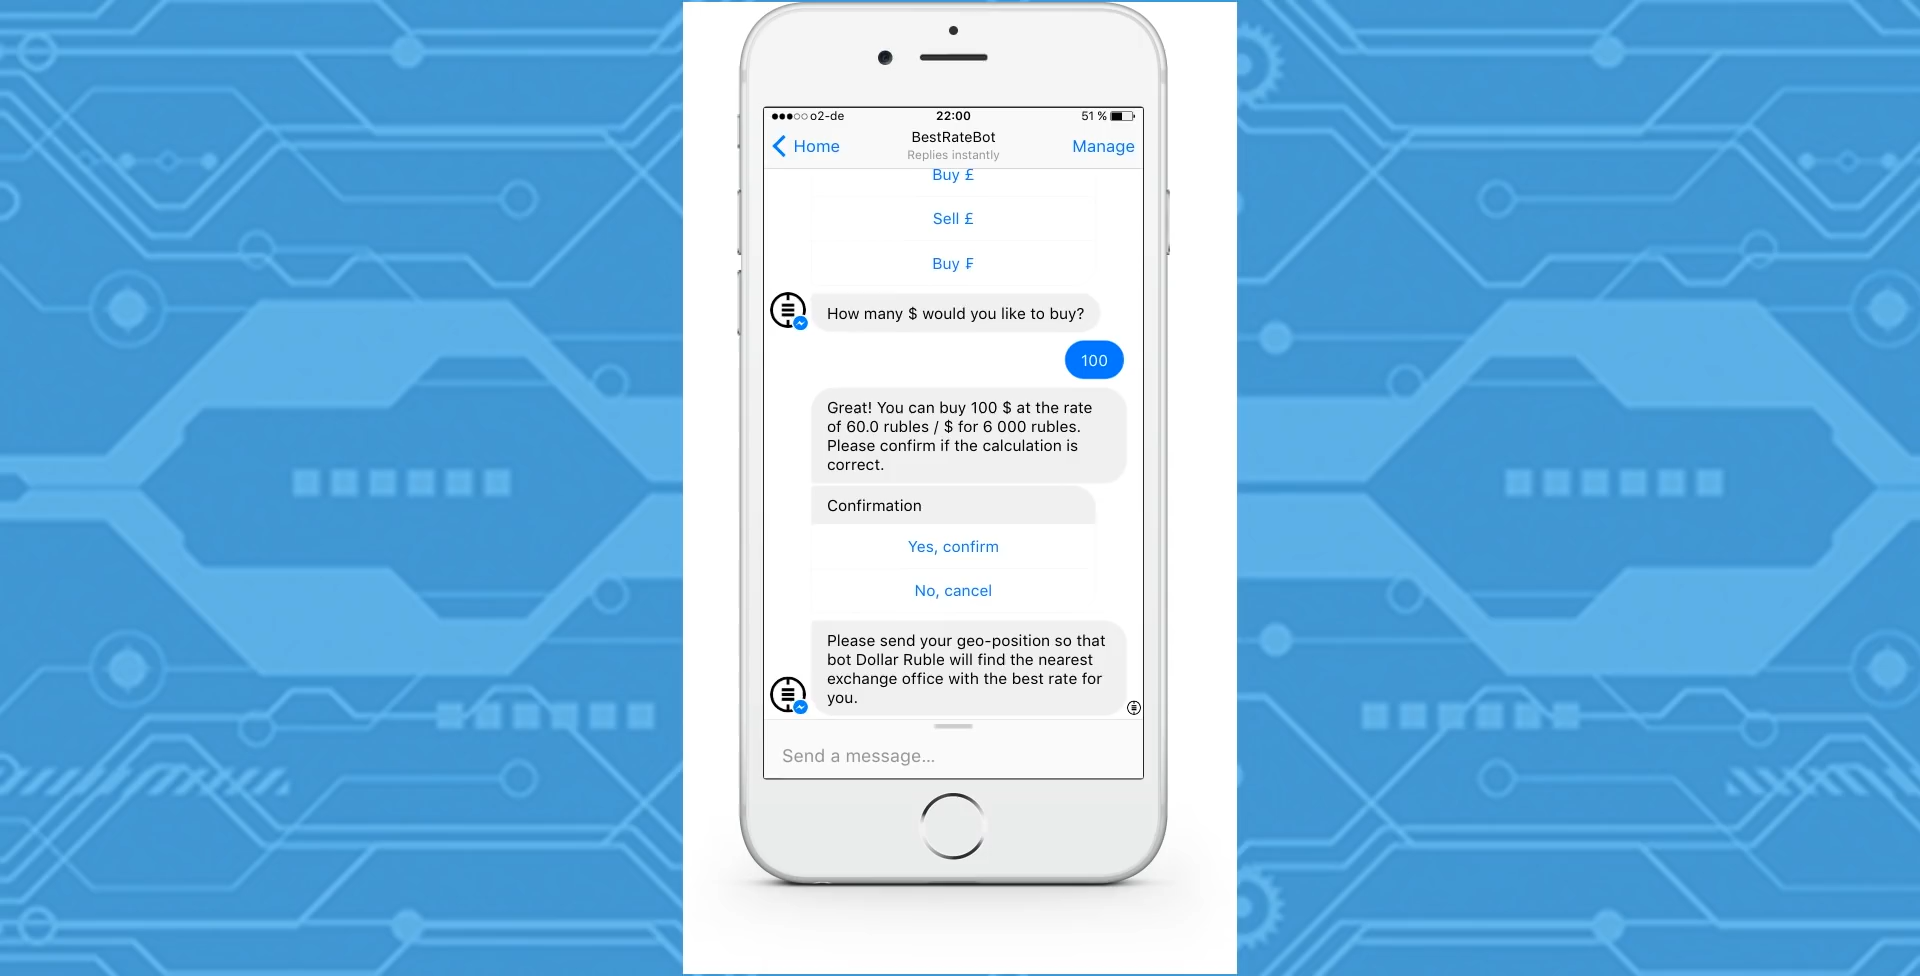 o2-de 22:00 51 %
Home BestRateBot Manage
Replies instantly
Buy £
Sell £
Buy ₣
How many $ would you like to buy?
100
Great! You can buy 100 $ at the rate
of 60.0 rubles / $ for 6 000 rubles.
Please confirm if the calculation is
correct.
Confirmation
Yes, confirm
No, cancel
Please send your geo-position so that
bot Dollar Ruble will find the nearest
exchange office with the best rate for
you.
Send a message...